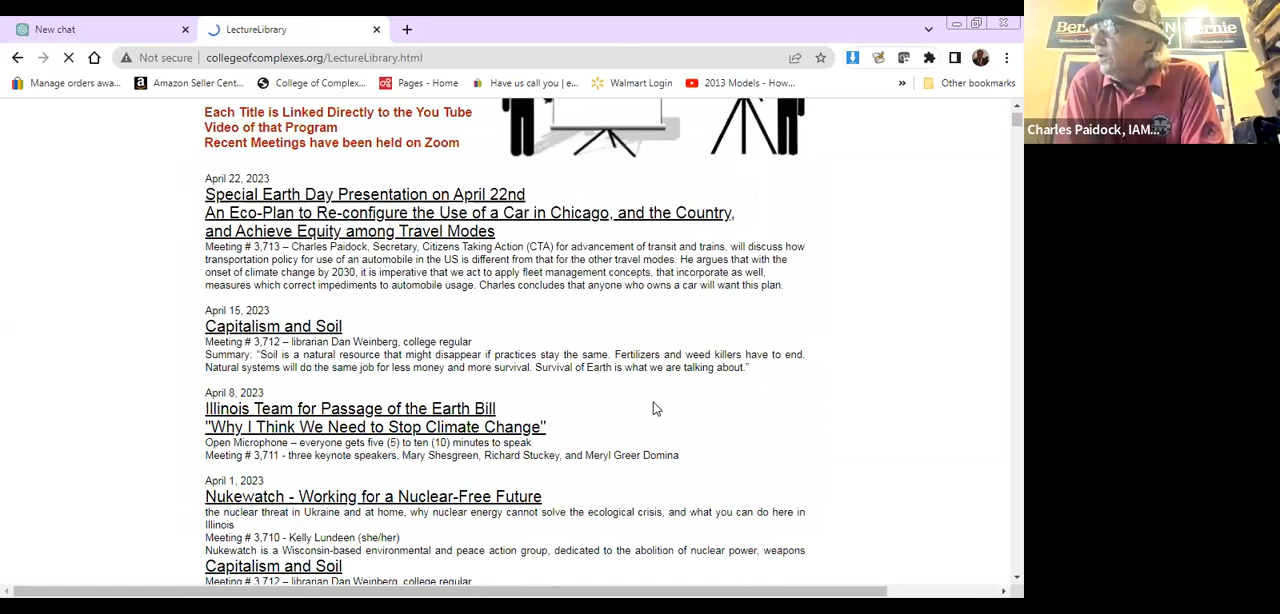 New chat
LectureLibrary
Not secure
collegeofcomplexes.org/LectureLibrary.html
Manage orders awa...
Amazon Seller Cent...
College of Complex...
Pages - Home
Have us call you | e...
Walmart Login
2013 Models - How...
»
Other bookmarks
Each Title is Linked Directly to the You Tube
Video of that Program
Recent Meetings have been held on Zoom
April 22, 2023
Special Earth Day Presentation on April 22nd
An Eco-Plan to Re-configure the Use of a Car in Chicago, and the Country,
and Achieve Equity among Travel Modes
Meeting # 3,713 – Charles Paidock, Secretary, Citizens Taking Action (CTA) for advancement of transit and trains, will discuss how
transportation policy for use of an automobile in the US is different from that for the other travel modes. He argues that with the
onset of climate change by 2030, it is imperative that we act to apply fleet management concepts, that incorporate as well,
measures which correct impediments to automobile usage. Charles concludes that anyone who owns a car will want this plan.
April 15, 2023
Capitalism and Soil
Meeting # 3,712 – librarian Dan Weinberg, college regular
Summary: "Soil is a natural resource that might disappear if practices stay the same. Fertilizers and weed killers have to end.
Natural systems will do the same job for less money and more survival. Survival of Earth is what we are talking about."
April 8, 2023
Illinois Team for Passage of the Earth Bill
"Why I Think We Need to Stop Climate Change"
Open Microphone – everyone gets five (5) to ten (10) minutes to speak
Meeting # 3,711 - three keynote speakers, Mary Shesgreen, Richard Stuckey, and Meryl Greer Domina
April 1, 2023
Nukewatch - Working for a Nuclear-Free Future
the nuclear threat in Ukraine and at home, why nuclear energy cannot solve the ecological crisis, and what you can do here in
Illinois
Meeting # 3,710 - Kelly Lundeen (she/her)
Nukewatch is a Wisconsin-based environmental and peace action group, dedicated to the abolition of nuclear power, weapons
Capitalism and Soil
Meeting # 3,712 – librarian Dan Weinberg, college regular
Bernie
Charles Paidock, IAM...